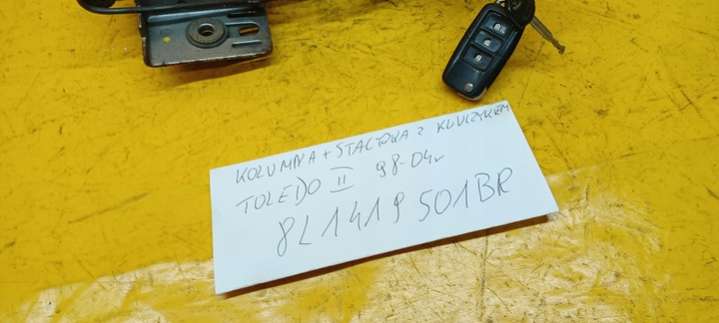 KOLUMNA + STACYJKA Z KLUCZYKIEM
TOLEDO II 98-04r
8L1419501BR